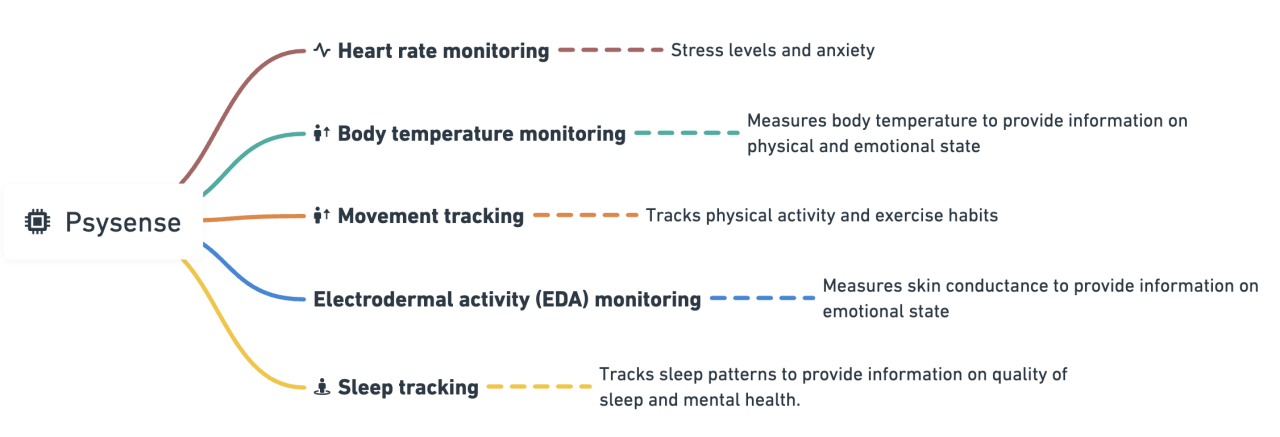 Psysense
Heart rate monitoring
Stress levels and anxiety
Body temperature monitoring
Measures body temperature to provide information on
physical and emotional state
Movement tracking
Tracks physical activity and exercise habits
Electrodermal activity (EDA) monitoring
Measures skin conductance to provide information on
emotional state
Sleep tracking
Tracks sleep patterns to provide information on quality of
sleep and mental health.